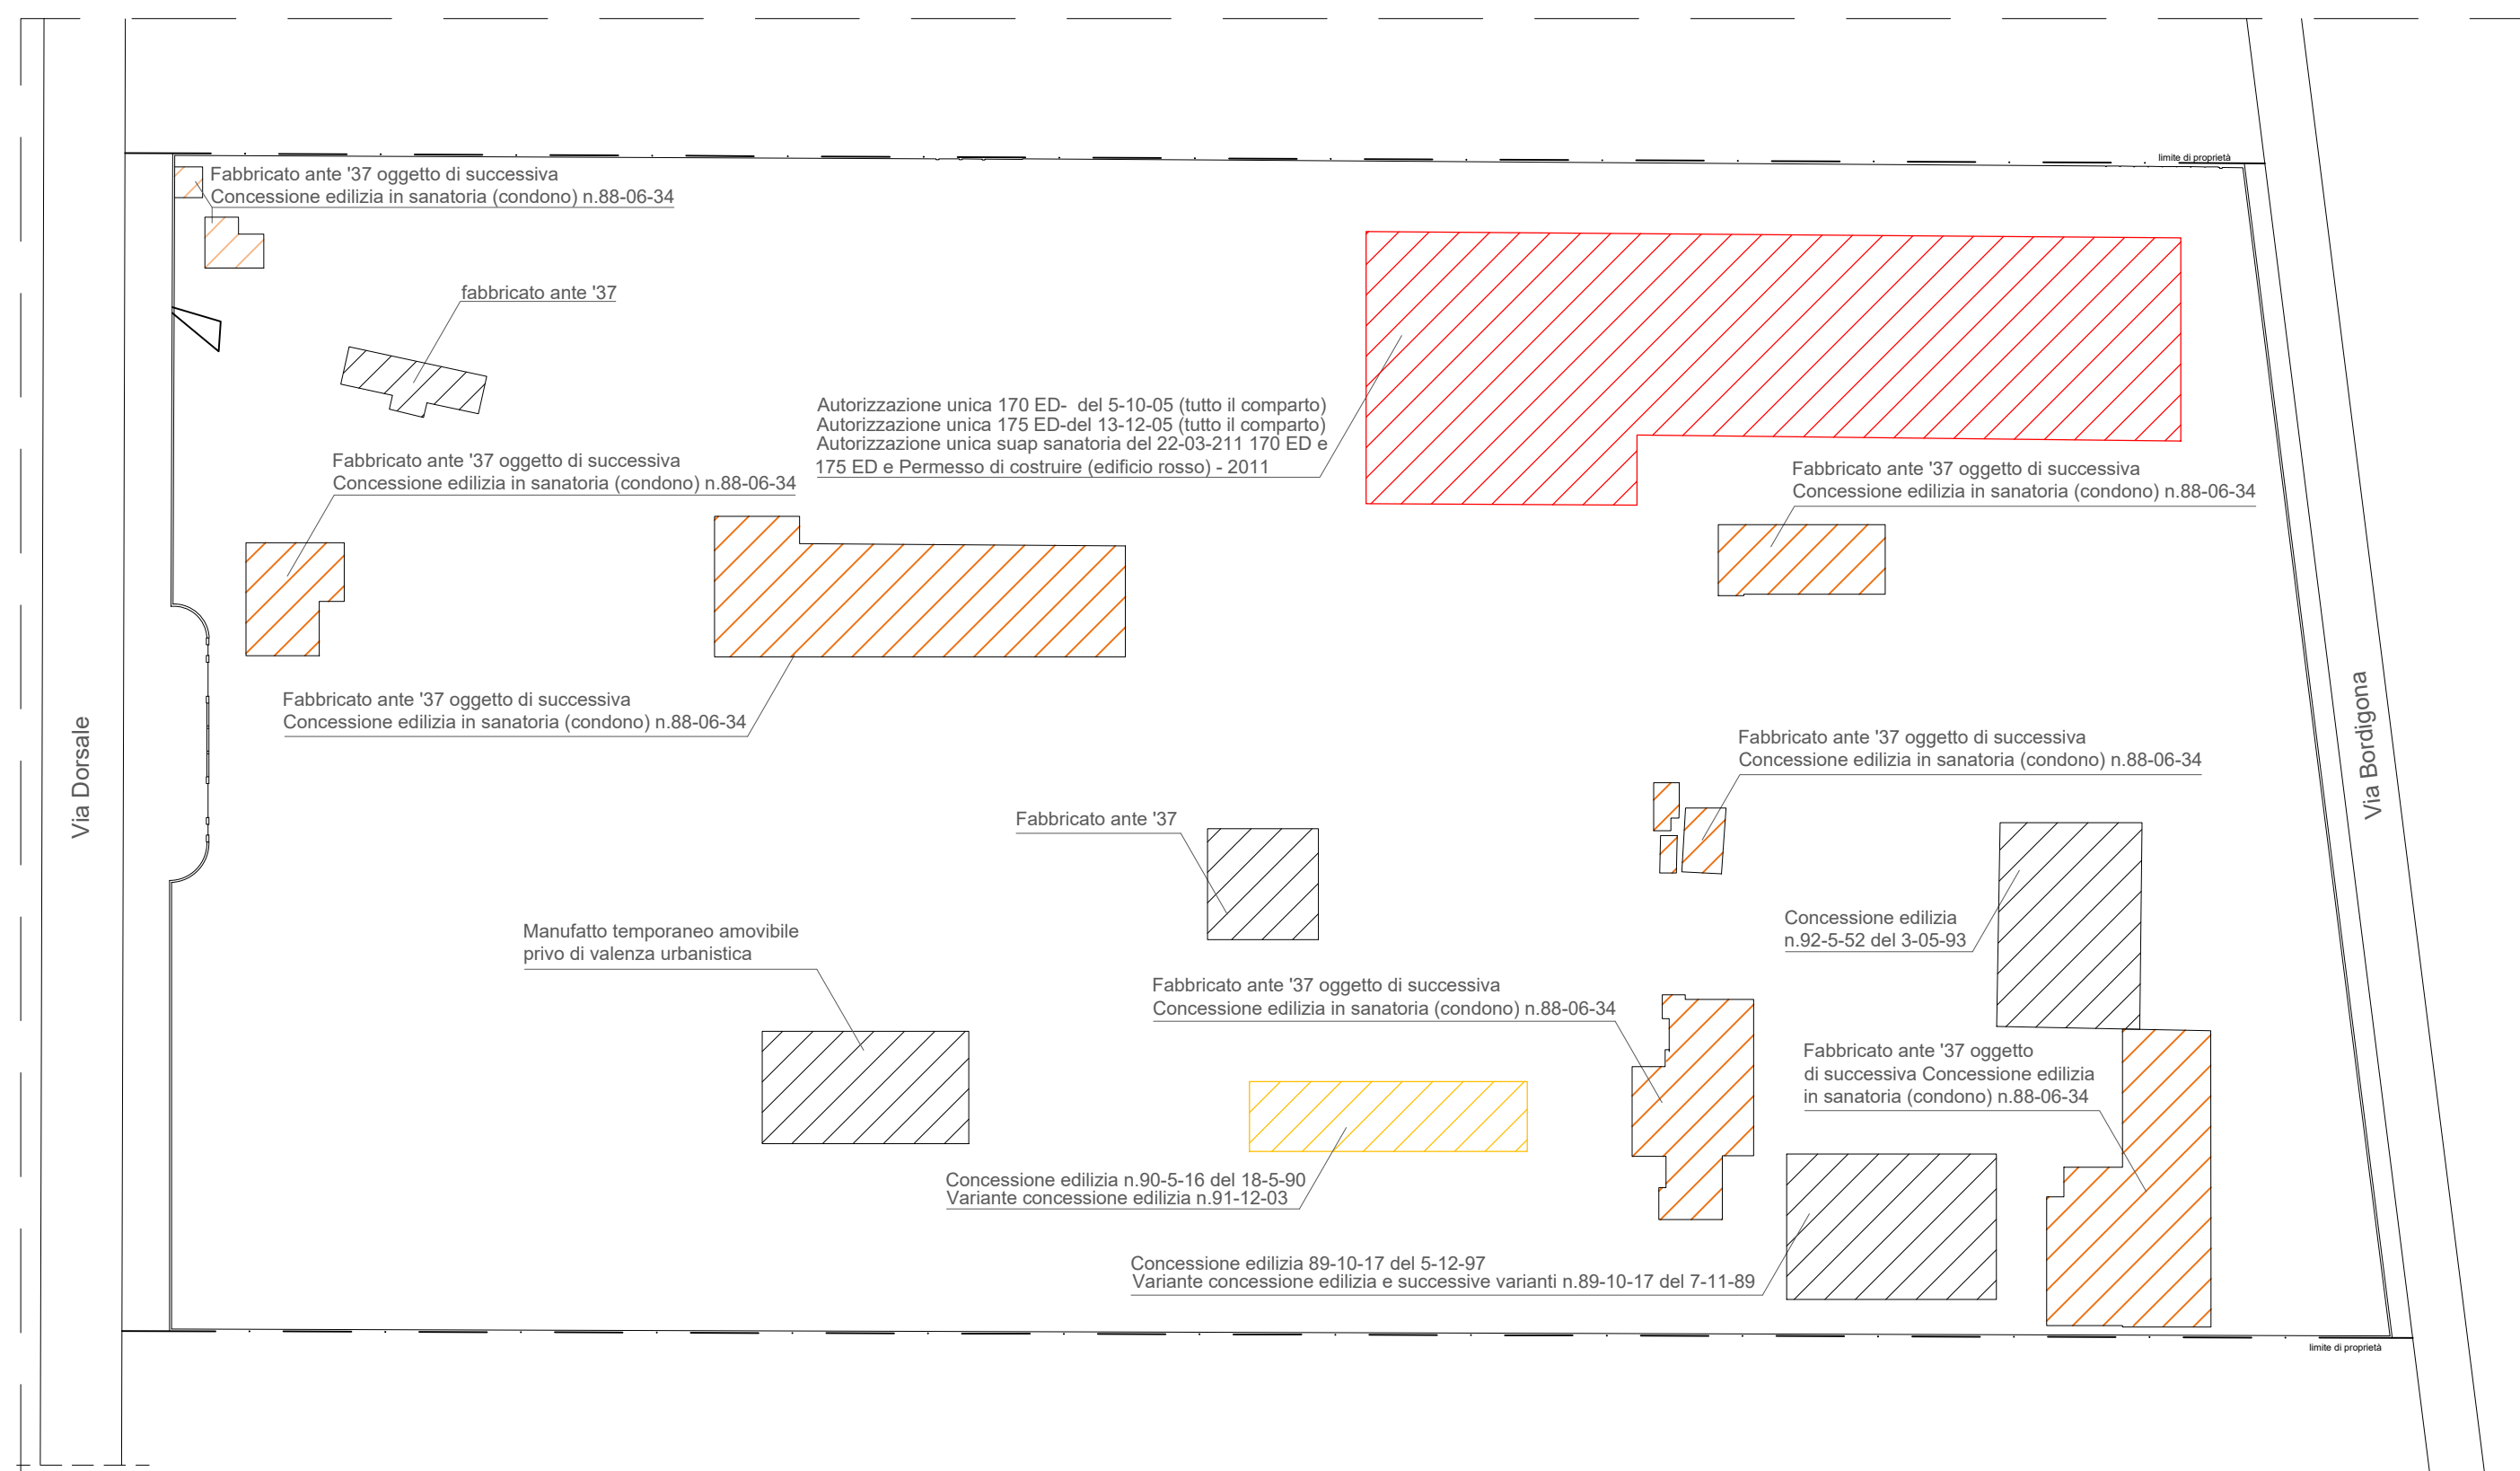 limite di proprietà
Fabbricato ante '37 oggetto di successiva
Concessione edilizia in sanatoria (condono) n.88-06-34
fabbricato ante '37
Autorizzazione unica 170 ED-  del 5-10-05 (tutto il comparto)
Autorizzazione unica 175 ED-del 13-12-05 (tutto il comparto)
Autorizzazione unica suap sanatoria del 22-03-211 170 ED e
175 ED e Permesso di costruire (edificio rosso) - 2011
Fabbricato ante '37 oggetto di successiva
Concessione edilizia in sanatoria (condono) n.88-06-34
Fabbricato ante '37 oggetto di successiva
Concessione edilizia in sanatoria (condono) n.88-06-34
Fabbricato ante '37 oggetto di successiva
Concessione edilizia in sanatoria (condono) n.88-06-34
Via Dorsale
Via Bordigona
Fabbricato ante '37 oggetto di successiva
Concessione edilizia in sanatoria (condono) n.88-06-34
Fabbricato ante '37
Manufatto temporaneo amovibile
privo di valenza urbanistica
Concessione edilizia
n.92-5-52 del 3-05-93
Fabbricato ante '37 oggetto di successiva
Concessione edilizia in sanatoria (condono) n.88-06-34
Fabbricato ante '37 oggetto
di successiva Concessione edilizia
in sanatoria (condono) n.88-06-34
Concessione edilizia n.90-5-16 del 18-5-90
Variante concessione edilizia n.91-12-03
Concessione edilizia 89-10-17 del 5-12-97
Variante concessione edilizia e successive varianti n.89-10-17 del 7-11-89
limite di proprietà